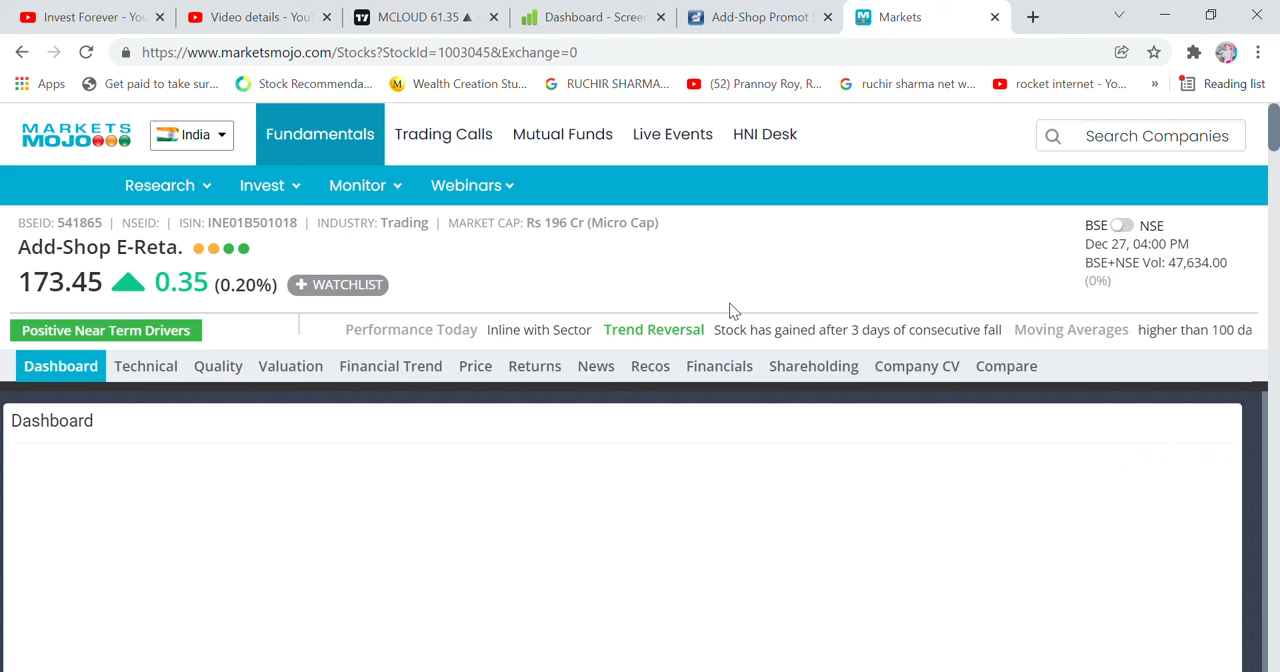 Invest Forever - You
Video details - YouT
MCLOUD 61.35 ▲
Dashboard - Screen
Add-Shop Promot
Markets
https://www.marketsmojo.com/Stocks?StockId=1003045&Exchange=0
Apps
Get paid to take sur...
Stock Recommenda...
Wealth Creation Stu...
RUCHIR SHARMA...
(52) Prannoy Roy, R...
ruchir sharma net w...
rocket internet - Yo...
»
Reading list
MARKETS MOJO
India
Fundamentals
Trading Calls
Mutual Funds
Live Events
HNI Desk
Search Companies
Research
Invest
Monitor
Webinars
BSEID: 541865 | NSEID: | ISIN: INE01B501018 | INDUSTRY: Trading | MARKET CAP: Rs 196 Cr (Micro Cap)
BSE NSE
Add-Shop E-Reta.
Dec 27, 04:00 PM
BSE+NSE Vol: 47,634.00
173.45 0.35 (0.20%) + WATCHLIST
(0%)
Positive Near Term Drivers
Performance Today Inline with Sector Trend Reversal Stock has gained after 3 days of consecutive fall Moving Averages higher than 100 da
Dashboard Technical Quality Valuation Financial Trend Price Returns News Recos Financials Shareholding Company CV Compare
Dashboard